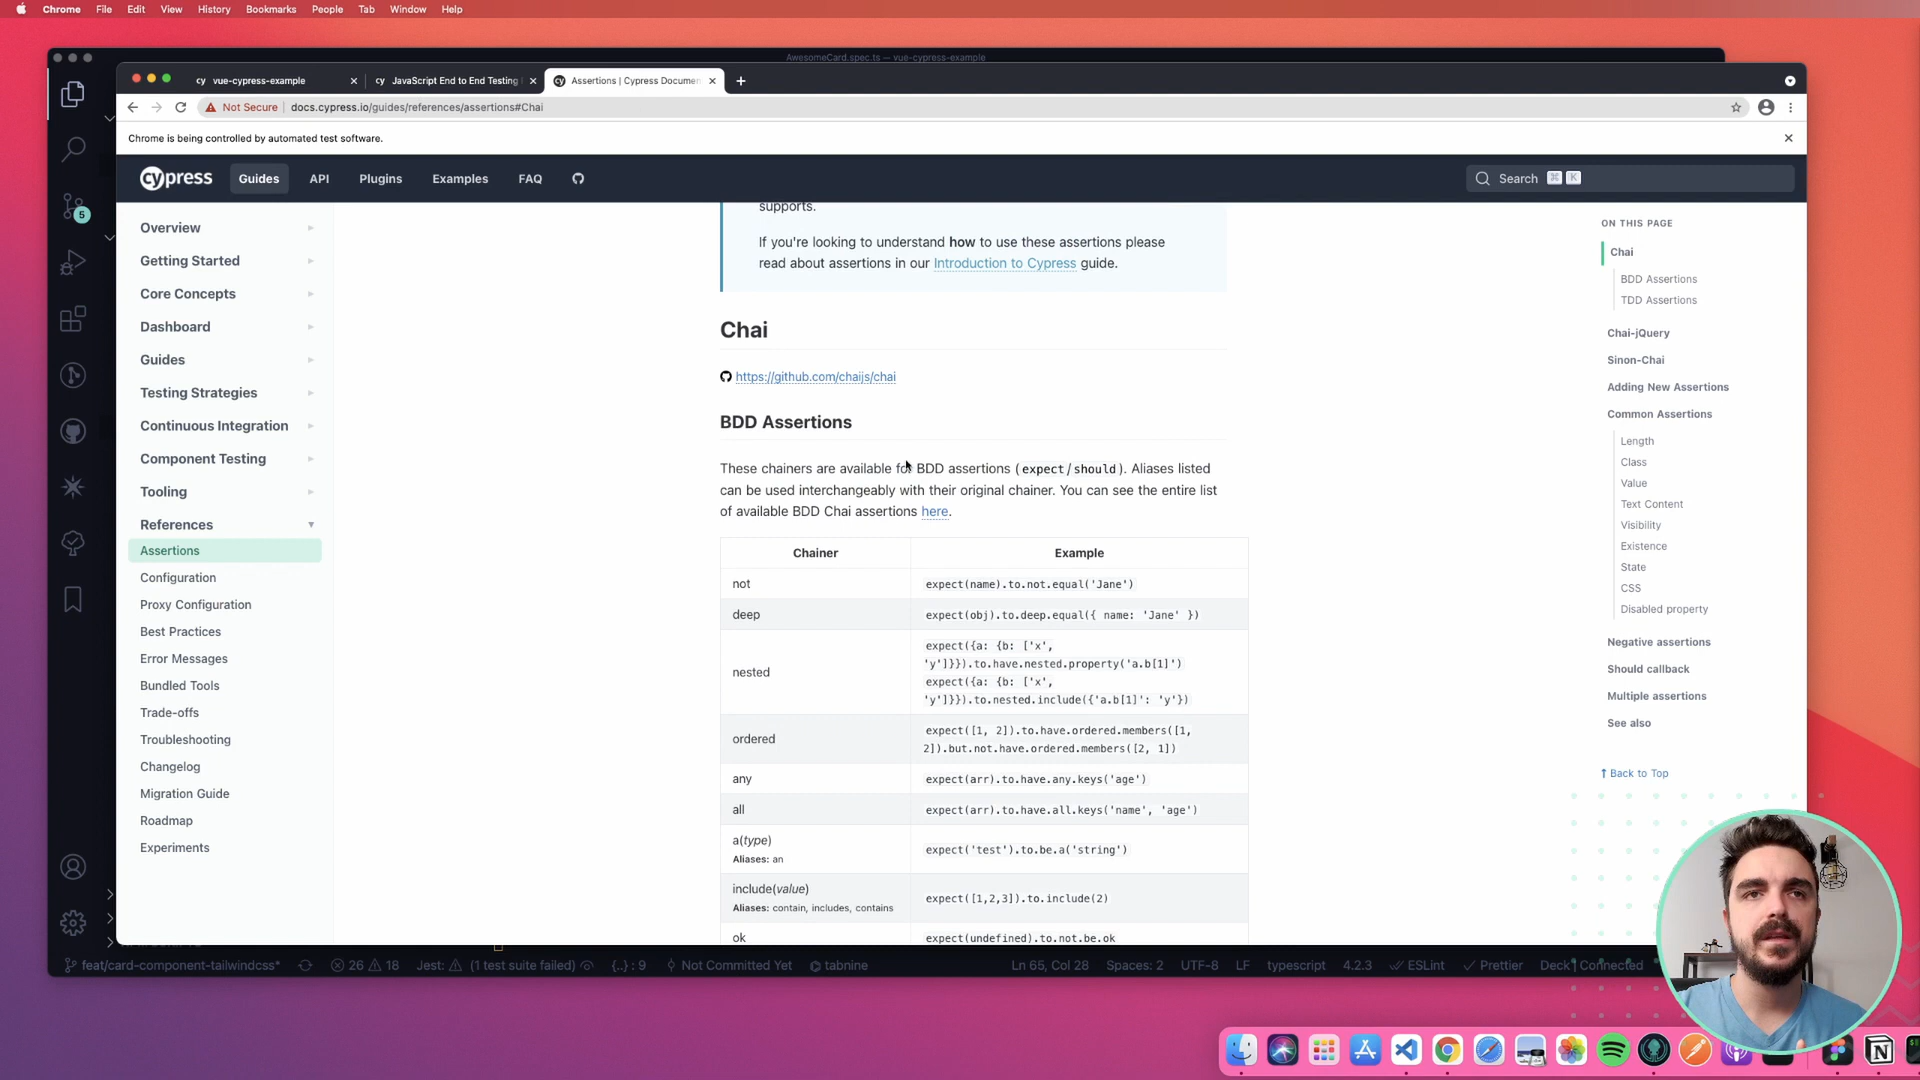 Chrome File Edit View History Bookmarks People Tab Window Help
AwesomeCard.spec.ts — vue-cypress-example
cy vue-cypress-example
cy JavaScript End to End Testing
cy Assertions | Cypress Documen
Not Secure docs.cypress.io/guides/references/assertions#Chai
Chrome is being controlled by automated test software.
cypress Guides API Plugins Examples FAQ
Search ⌘ K
5
Overview
Getting Started
Core Concepts
Dashboard
Guides
Testing Strategies
Continuous Integration
Component Testing
Tooling
References
Assertions
Configuration
Proxy Configuration
Best Practices
Error Messages
Bundled Tools
Trade-offs
Troubleshooting
Changelog
Migration Guide
Roadmap
Experiments
supports.
If you're looking to understand how to use these assertions please
read about assertions in our Introduction to Cypress guide.
Chai
https://github.com/chaijs/chai
BDD Assertions
These chainers are available for BDD assertions (expect/should). Aliases listed
can be used interchangeably with their original chainer. You can see the entire list
of available BDD Chai assertions here.
Chainer Example
not expect(name).to.not.equal('Jane')
deep expect(obj).to.deep.equal({ name: 'Jane' })
nested
expect({a: {b: ['x',
'y']}}).to.have.nested.property('a.b[1]')
expect({a: {b: ['x',
'y']}}).to.nested.include({'a.b[1]': 'y'})
ordered
expect([1, 2]).to.have.ordered.members([1,
2]).but.not.have.ordered.members([2, 1])
any expect(arr).to.have.any.keys('age')
all expect(arr).to.have.all.keys('name', 'age')
a(type)
Aliases: an
expect('test').to.be.a('string')
include(value)
Aliases: contain, includes, contains
expect([1,2,3]).to.include(2)
ok expect(undefined).to.not.be.ok
ON THIS PAGE
Chai
BDD Assertions
TDD Assertions
Chai-jQuery
Sinon-Chai
Adding New Assertions
Common Assertions
Length
Class
Value
Text Content
Visibility
Existence
State
CSS
Disabled property
Negative assertions
Should callback
Multiple assertions
See also
Back to Top
feat/card-component-tailwindcss* 26 18 Jest: (1 test suite failed) {..} : 9 Not Committed Yet tabnine Ln 65, Col 28 Spaces: 2 UTF-8 LF typescript 4.2.3 ESLint Prettier Deck Connected